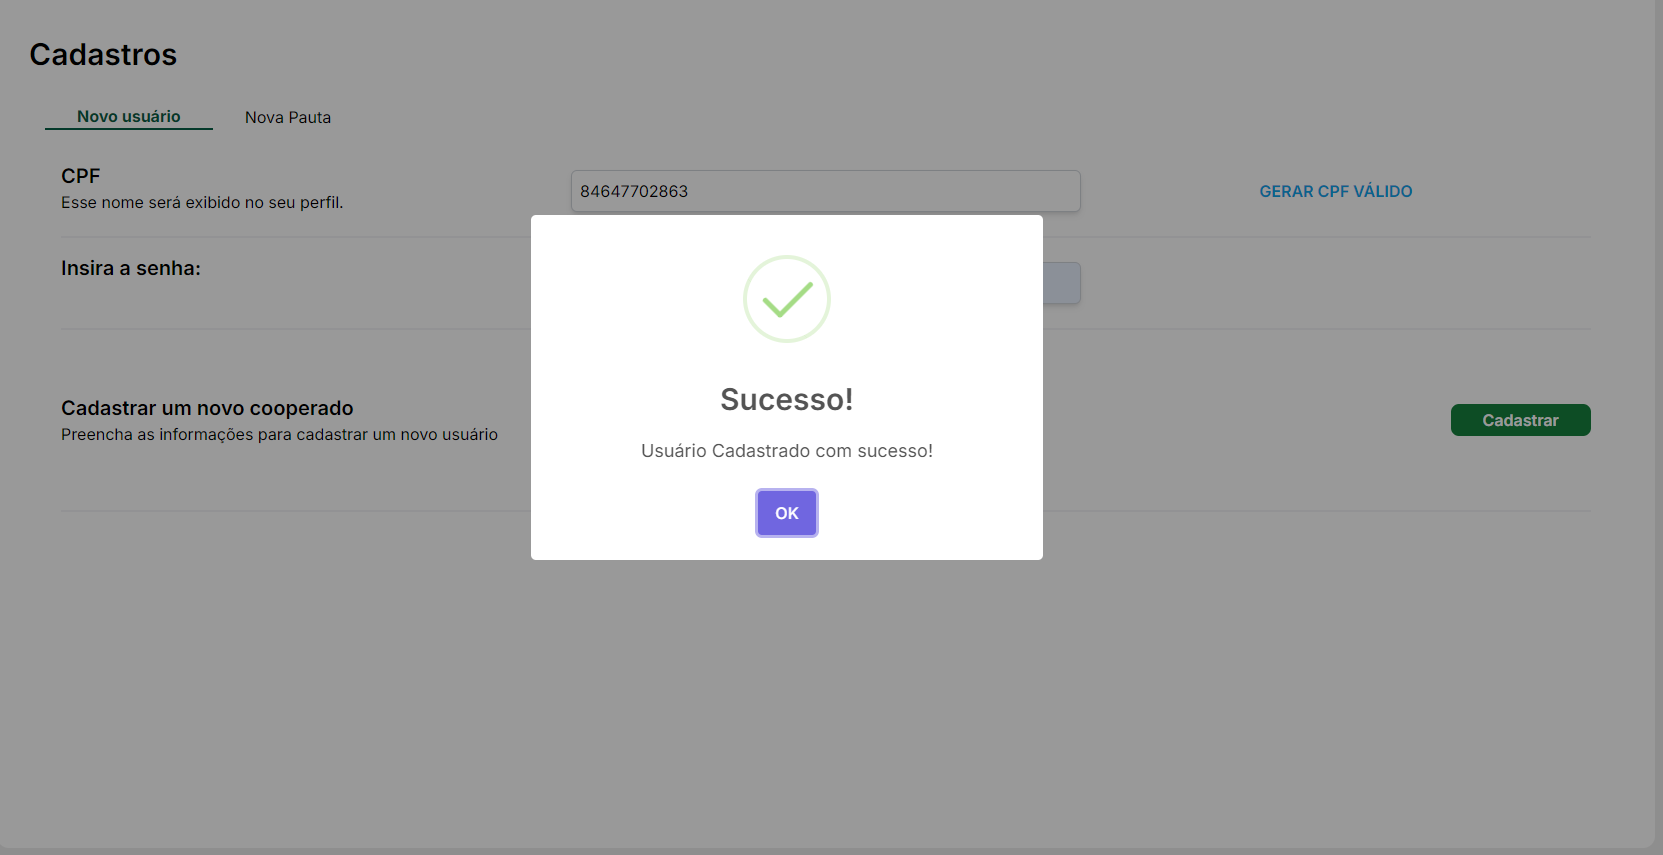 Cadastros
Novo usuário
Nova Pauta
CPF
Esse nome será exibido no seu perfil.
84647702863
GERAR CPF VÁLIDO
Insira a senha:
Sucesso!
Usuário Cadastrado com sucesso!
OK
Cadastrar um novo cooperado
Preencha as informações para cadastrar um novo usuário
Cadastrar